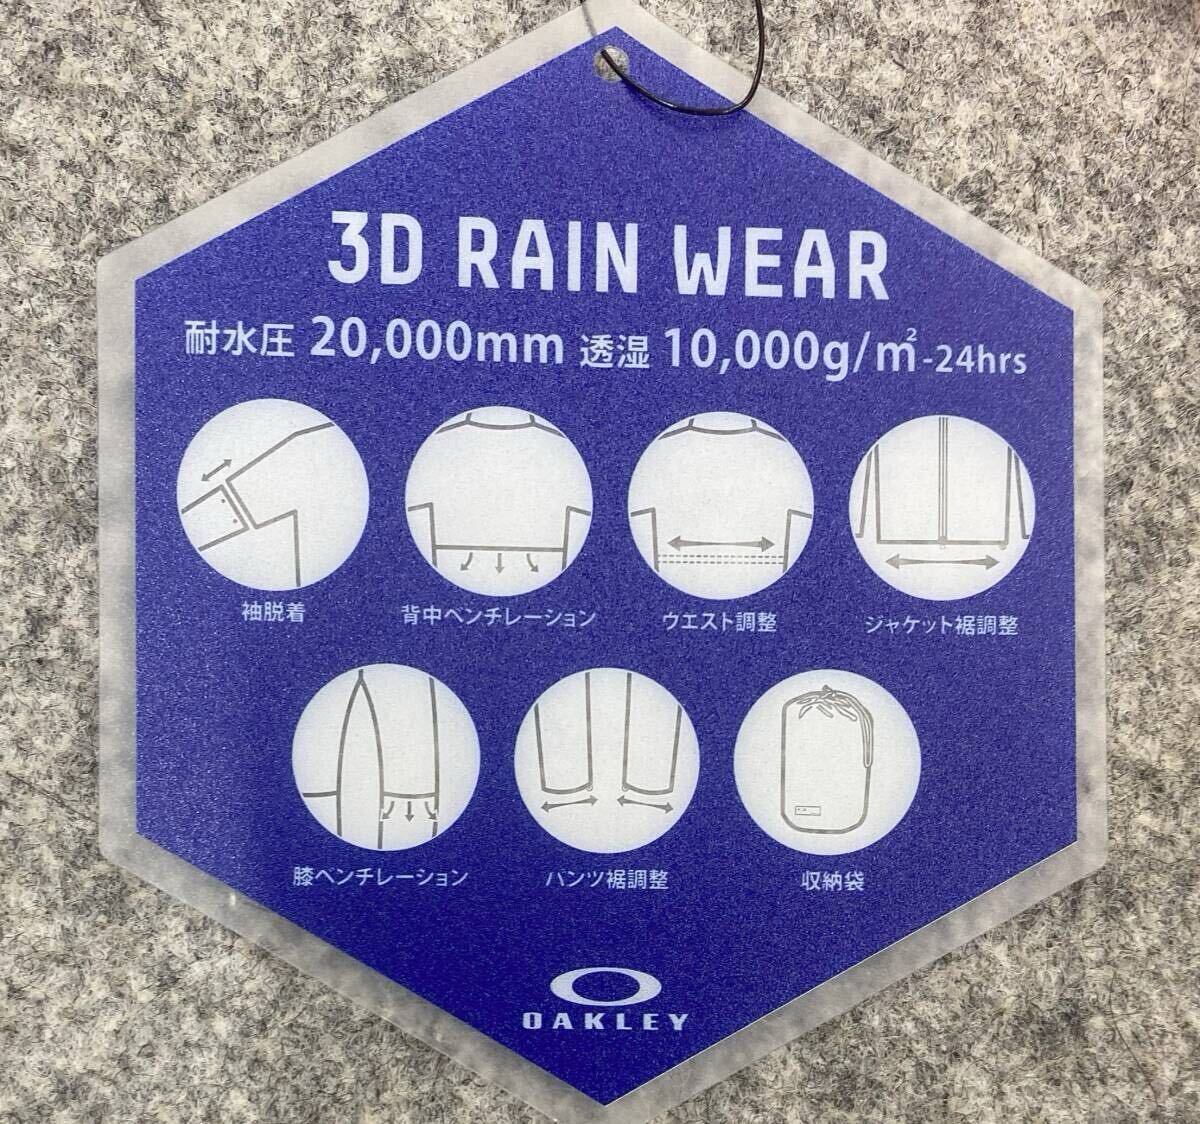 3D RAIN WEAR
耐水圧 20,000mm 透湿 10,000g/㎡-24hrs
袖脱着 背中ベンチレーション ウエスト調整 ジャケット裾調整
膝ベンチレーション パンツ裾調整 収納袋
OAKLEY